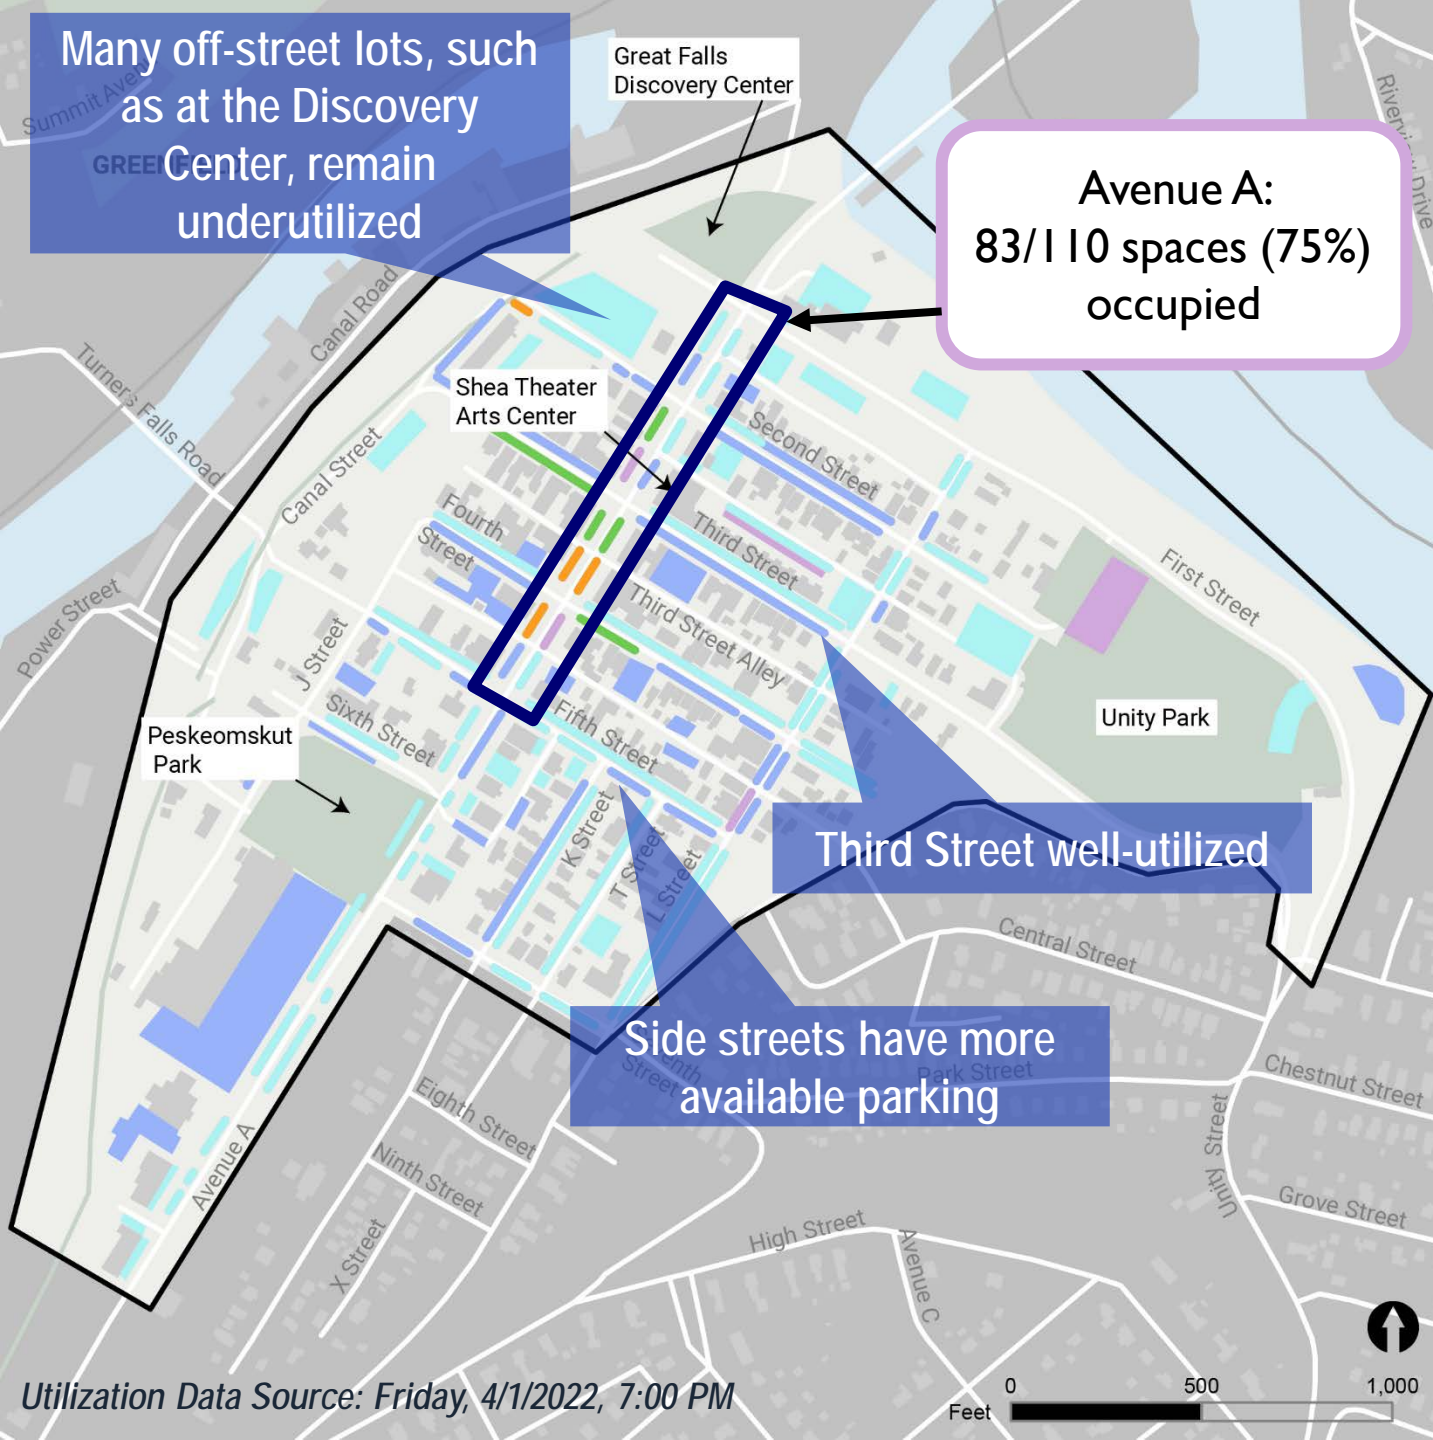 Many off-street lots, such
as at the Discovery
Center, remain
underutilized
Summit Avenue
Great Falls
Discovery Center
Riverview Drive
Avenue A:
83/110 spaces (75%)
occupied
Canal Road
Turners Falls Road
Shea Theater
Arts Center
Canal Street
Second Street
Fourth
Street
Third Street
First Street
Power Street
Third Street Alley
J Street
Sixth Street
Fifth Street
Unity Park
Peskeomskut
Park
K Street
T Street
L Street
Third Street well-utilized
Central Street
Side streets have more
available parking
Street
Park Street
Chestnut Street
Eighth Street
Unity Street
Avenue A
Ninth Street
Grove Street
X Street
High Street
Avenue C
Utilization Data Source: Friday, 4/1/2022, 7:00 PM
0 500 1,000
Feet